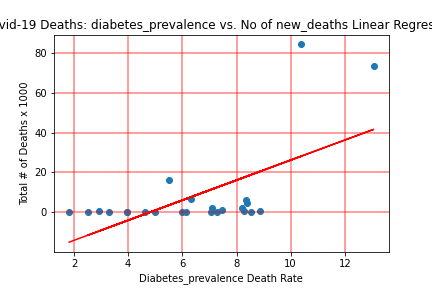 vid-19 Deaths: diabetes_prevalence vs. No of new_deaths Linear Regres
80
60
40
20
0
Total # of Deaths x 1000
2 4 6 8 10 12
Diabetes_prevalence Death Rate